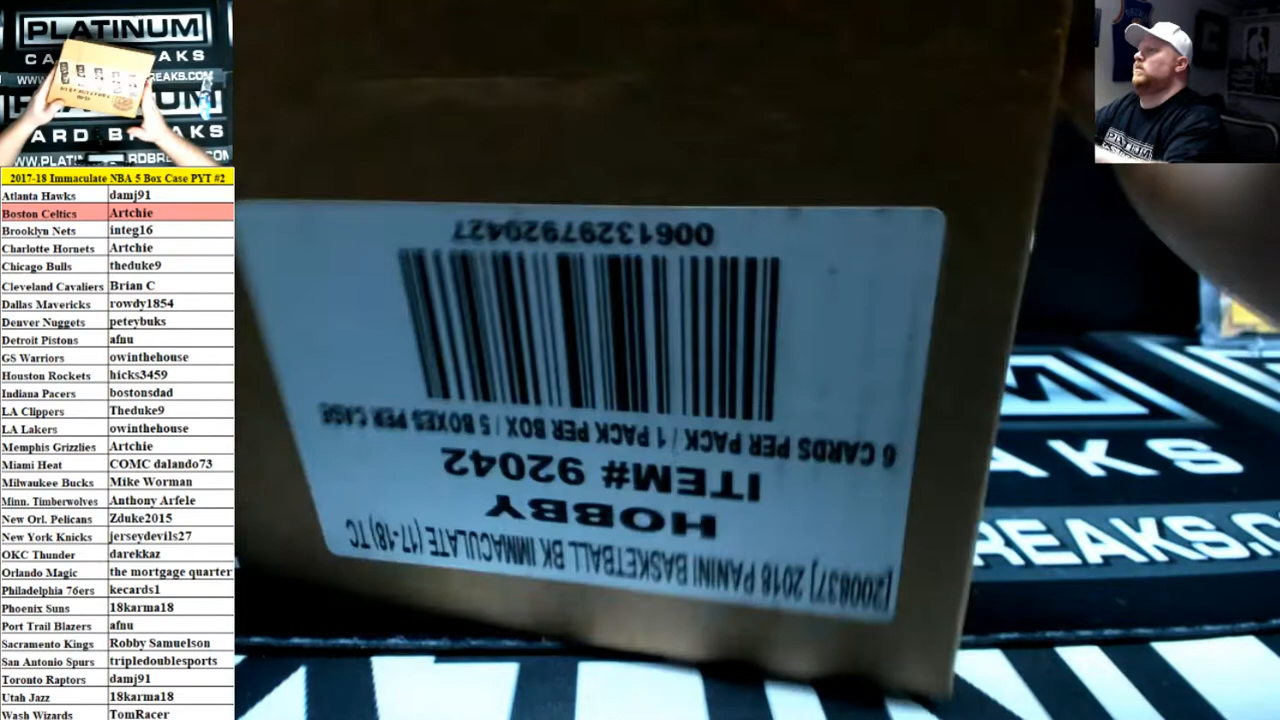 PLATINUM
CARD BREAKS
2017-18 Immaculate NBA 5 Box Case PYT #2
Atlanta Hawks damj91
Boston Celtics Artchie
Brooklyn Nets integ16
Charlotte Hornets Artchie
Chicago Bulls theduke9
Cleveland Cavaliers Brian C
Dallas Mavericks rowdy1854
Denver Nuggets peteybuks
Detroit Pistons afnu
GS Warriors owinthehouse
Houston Rockets hicks3459
Indiana Pacers bostonsdad
LA Clippers Theduke9
LA Lakers owinthehouse
Memphis Grizzlies Artchie
Miami Heat COMC dalando73
Milwaukee Bucks Mike Worman
Minn. Timberwolves Anthony Arfele
New Orl. Pelicans Zduke2015
New York Knicks jerseydevils27
OKC Thunder darekkaz
Orlando Magic the mortgage quarter
Philadelphia 76ers kecards1
Phoenix Suns 18karma18
Port Trail Blazers afnu
Sacramento Kings Robby Samuelson
San Antonio Spurs tripledoublesports
Toronto Raptors damj91
Utah Jazz 18karma18
Wash Wizards TomRacer
[200837] 2018 PANINI BASKETBALL BK IMMACULATE (17-18) TC
HOBBY
ITEM# 92042
6 CARDS PER PACK / 1 PACK PER BOX / 5 BOXES PER CASE
00613297920427
AKS
REAKS.C
PLATINUM